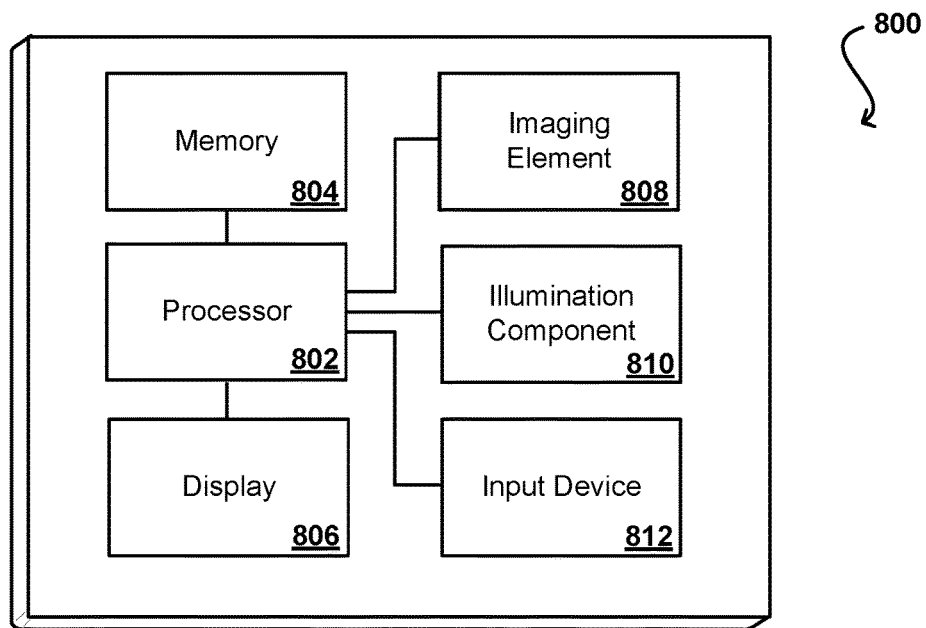 800
Memory
804
Imaging
Element
808
Processor
802
Illumination
Component
810
Display
806
Input Device
812